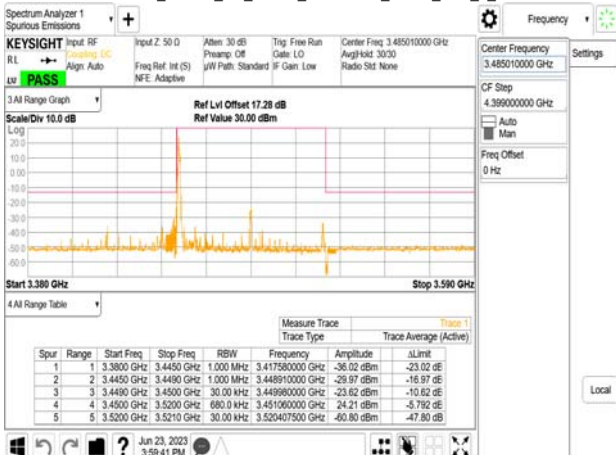 Spectrum Analyzer 1
Spurious Emissions
+
Frequency
KEYSIGHT Input: RF
Coupling: DC
Align: Auto
RL
LV PASS
Input Z: 50 Ω
Freq Ref: Int (S)
NFE: Adaptive
Atten: 30 dB
Preamp: Off
µW Path: Standard
Trig: Free Run
Gate: LO
IF Gain: Low
Center Freq: 3.485010000 GHz
Avg|Hold: 30/30
Radio Std: None
Center Frequency
3.485010000 GHz
Settings
CF Step
4.399000000 GHz
Auto
Man
Freq Offset
0 Hz
Local
3 All Range Graph
Scale/Div 10.0 dB
Ref Lvl Offset 17.28 dB
Ref Value 30.00 dBm
Log
20.0
10.0
0.00
-10.0
-20.0
-30.0
-40.0
-50.0
-60.0
Start 3.380 GHz
Stop 3.590 GHz
4 All Range Table
Measure Trace Trace 1
Trace Type Trace Average (Active)
Spur Range Start Freq Stop Freq RBW Frequency Amplitude ∆Limit
1 1 3.3800 GHz 3.4450 GHz 1.000 MHz 3.417580000 GHz -36.02 dBm -23.02 dB
2 2 3.4450 GHz 3.4490 GHz 1.000 MHz 3.448910000 GHz -29.97 dBm -16.97 dB
3 3 3.4490 GHz 3.4500 GHz 30.00 kHz 3.449980000 GHz -23.62 dBm -10.62 dB
4 4 3.4500 GHz 3.5200 GHz 680.0 kHz 3.451060000 GHz 24.21 dBm -5.792 dB
5 5 3.5200 GHz 3.5210 GHz 30.00 kHz 3.520407500 GHz -60.80 dBm -47.80 dB
?
Jun 23, 2023
3:59:41 PM